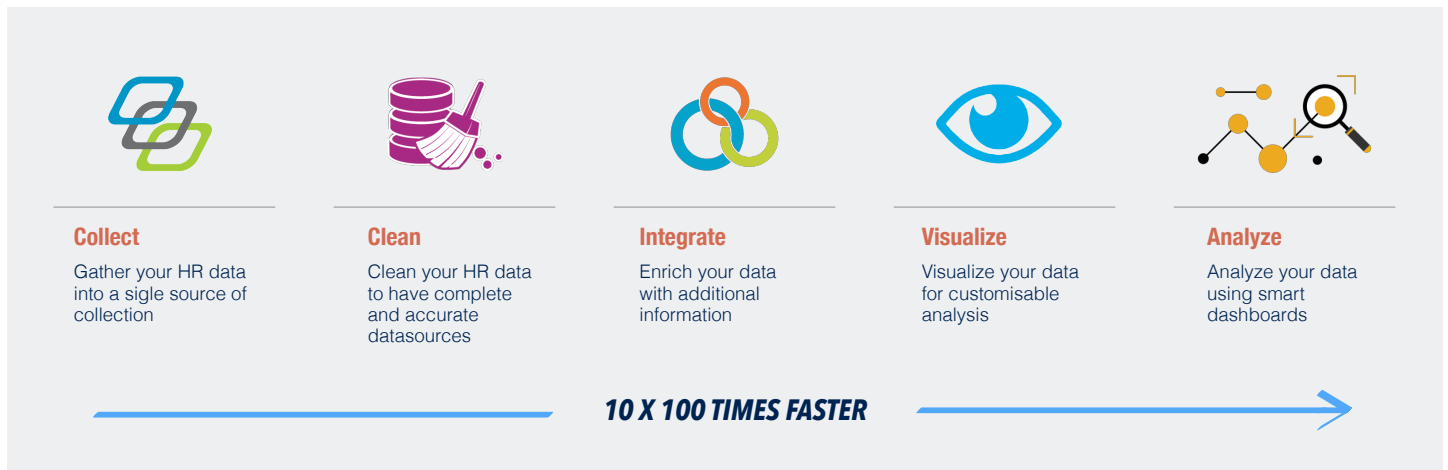 Collect
Gather your HR data
into a sigle source of
collection
Clean
Clean your HR data
to have complete
and accurate
datasources
Integrate
Enrich your data
with additional
information
Visualize
Visualize your data
for customisable
analysis
Analyze
Analyze your data
using smart
dashboards
10 X 100 TIMES FASTER